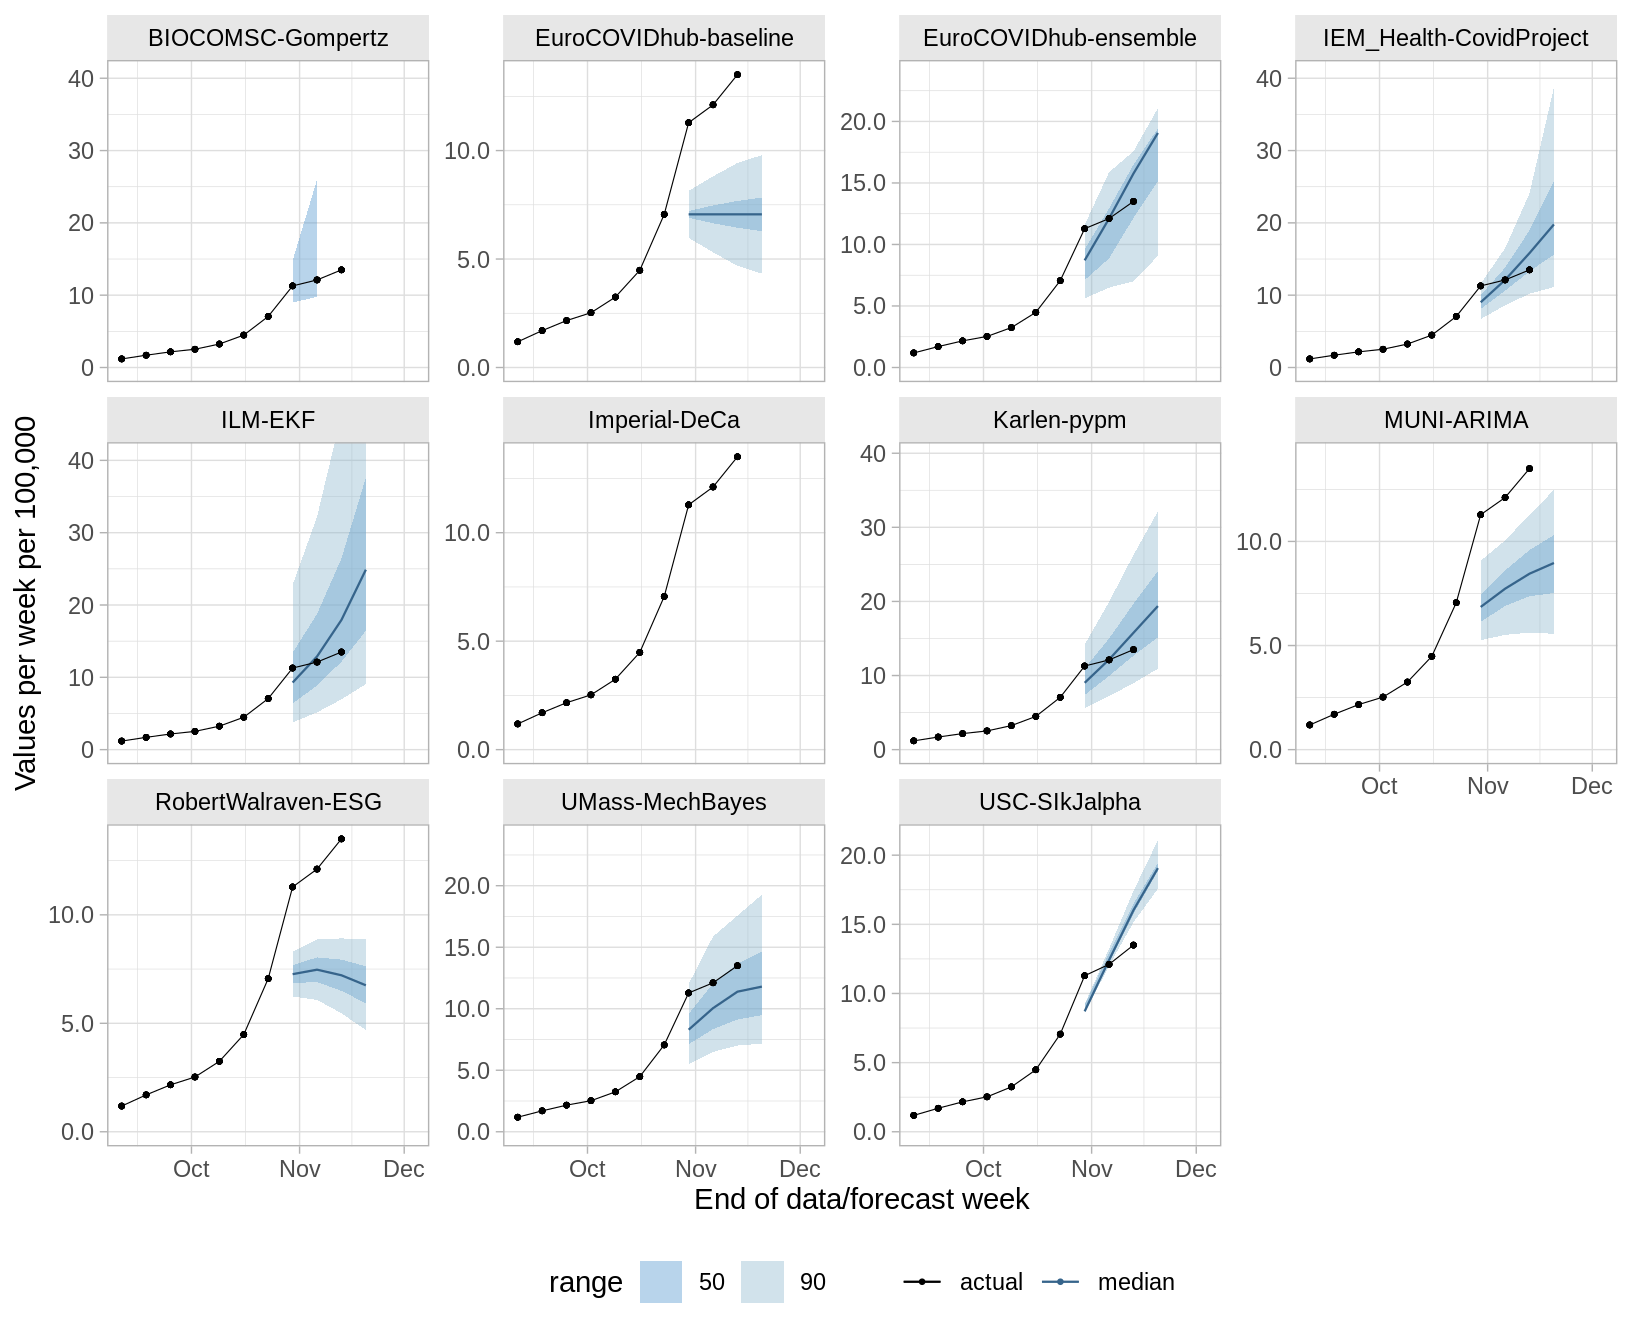 BIOCOMSC-Gompertz
EuroCOVIDhub-baseline
EuroCOVIDhub-ensemble
IEM_Health-CovidProject
40
30
20
10
0
10.0
5.0
0.0
20.0
15.0
10.0
5.0
0.0
40
30
20
10
0
Values per week per 100,000
ILM-EKF
Imperial-DeCa
Karlen-pypm
MUNI-ARIMA
40
30
20
10
0
10.0
5.0
0.0
40
30
20
10
0
10.0
5.0
0.0
Oct Nov Dec
RobertWalraven-ESG
UMass-MechBayes
USC-SIkJalpha
10.0
5.0
0.0
20.0
15.0
10.0
5.0
0.0
20.0
15.0
10.0
5.0
0.0
Oct Nov Dec
Oct Nov Dec
Oct Nov Dec
End of data/forecast week
range 50 90 actual median